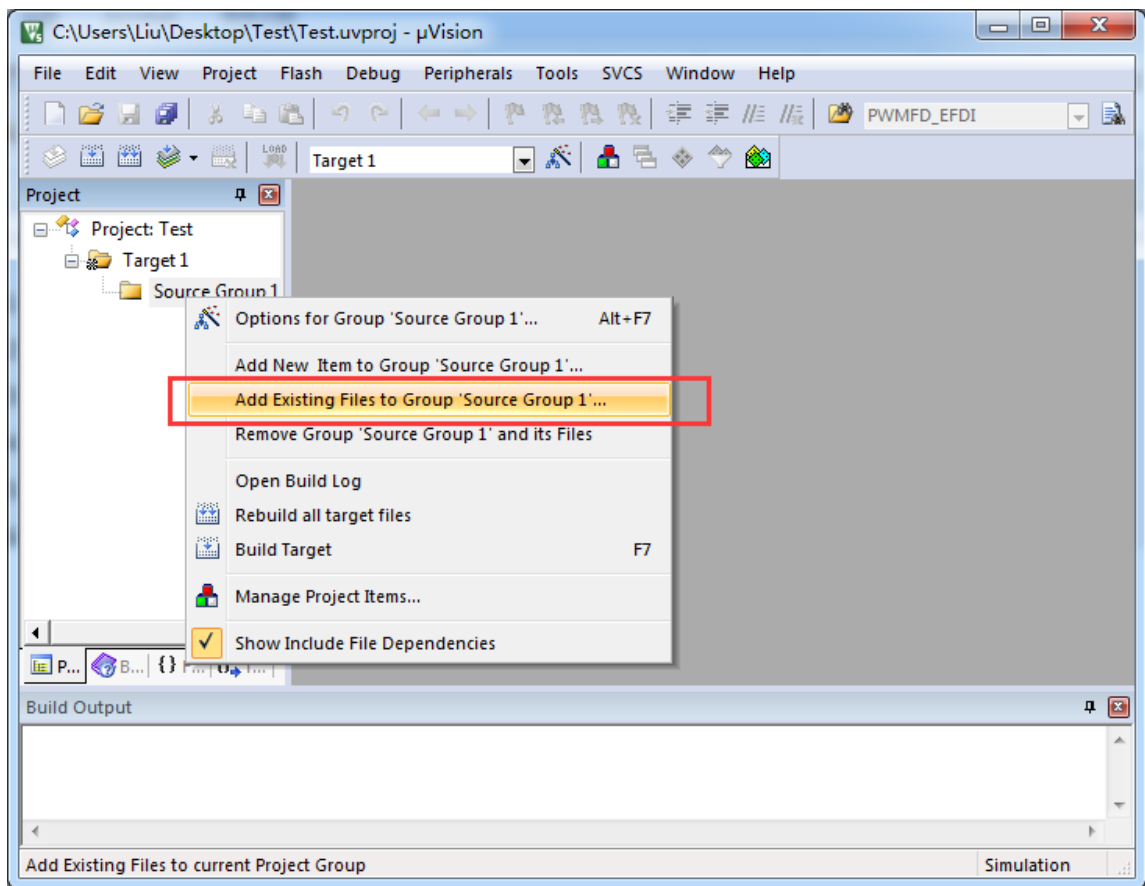 C:\Users\Liu\Desktop\Test\Test.uvproj - µVision
File Edit View Project Flash Debug Peripherals Tools SVCS Window Help
PWMFD_EFDI
LOAD Target 1
Project
Project: Test
Target 1
Source Group 1
Options for Group 'Source Group 1'... Alt+F7
Add New Item to Group 'Source Group 1'...
Add Existing Files to Group 'Source Group 1'...
Remove Group 'Source Group 1' and its Files
Open Build Log
Rebuild all target files
Build Target F7
Manage Project Items...
Show Include File Dependencies
P... B... {}
Build Output
Add Existing Files to current Project Group Simulation